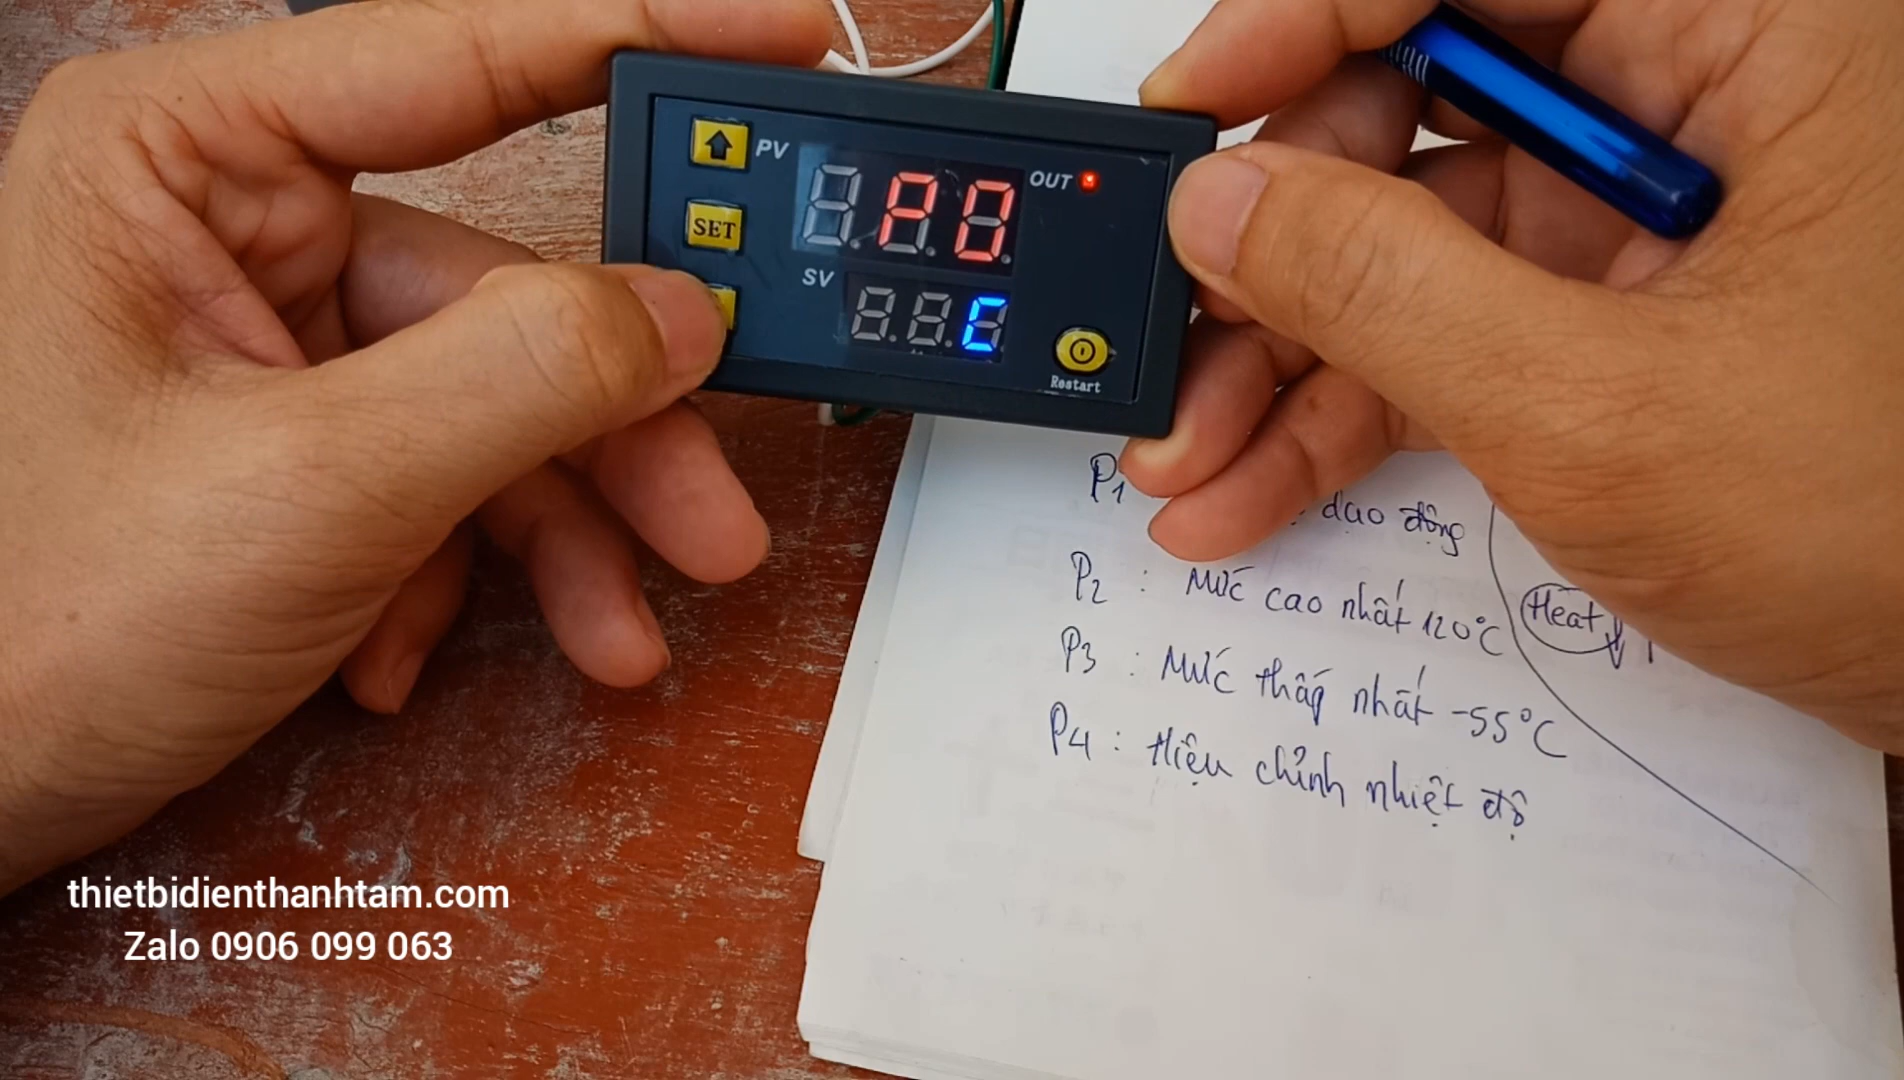 PV
OUT
SET
P0
SV
C
Restart
P1 dao động
P2 : Mức cao nhất 120°C
Heat
P3 : Mức thấp nhất -55°C
P4 : Hiệu chỉnh nhiệt độ
thietbidienthanhtam.com
Zalo 0906 099 063